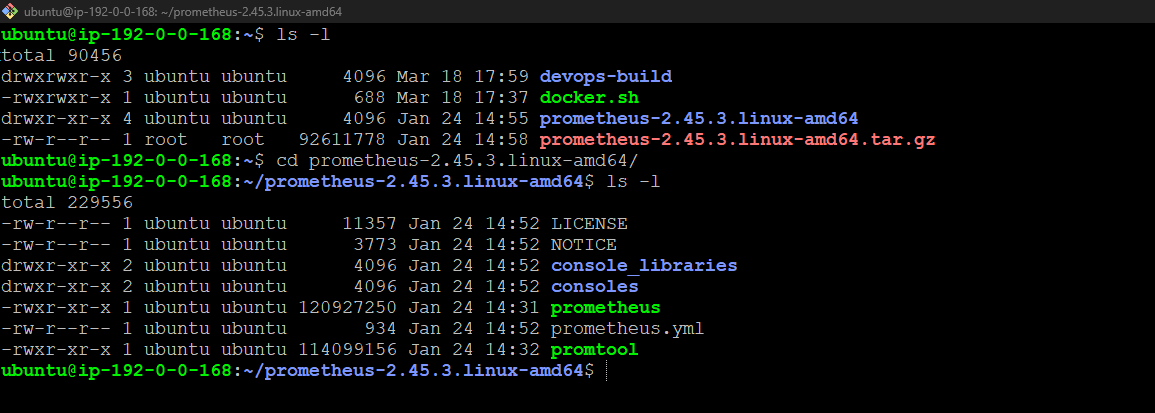 ubuntu@ip-192-0-0-168: ~/prometheus-2.45.3.linux-amd64
ubuntu@ip-192-0-0-168:~$ ls -l
total 90456
drwxrwxr-x 3 ubuntu ubuntu     4096 Mar 18 17:59 devops-build
-rwxrwxr-x 1 ubuntu ubuntu      688 Mar 18 17:37 docker.sh
drwxr-xr-x 4 ubuntu ubuntu     4096 Jan 24 14:55 prometheus-2.45.3.linux-amd64
-rw-r--r-- 1 root   root   92611778 Jan 24 14:58 prometheus-2.45.3.linux-amd64.tar.gz
ubuntu@ip-192-0-0-168:~$ cd prometheus-2.45.3.linux-amd64/
ubuntu@ip-192-0-0-168:~/prometheus-2.45.3.linux-amd64$ ls -l
total 229556
-rw-r--r-- 1 ubuntu ubuntu     11357 Jan 24 14:52 LICENSE
-rw-r--r-- 1 ubuntu ubuntu      3773 Jan 24 14:52 NOTICE
drwxr-xr-x 2 ubuntu ubuntu      4096 Jan 24 14:52 console_libraries
drwxr-xr-x 2 ubuntu ubuntu      4096 Jan 24 14:52 consoles
-rwxr-xr-x 1 ubuntu ubuntu 120927250 Jan 24 14:31 prometheus
-rw-r--r-- 1 ubuntu ubuntu       934 Jan 24 14:52 prometheus.yml
-rwxr-xr-x 1 ubuntu ubuntu 114099156 Jan 24 14:32 promtool
ubuntu@ip-192-0-0-168:~/prometheus-2.45.3.linux-amd64$